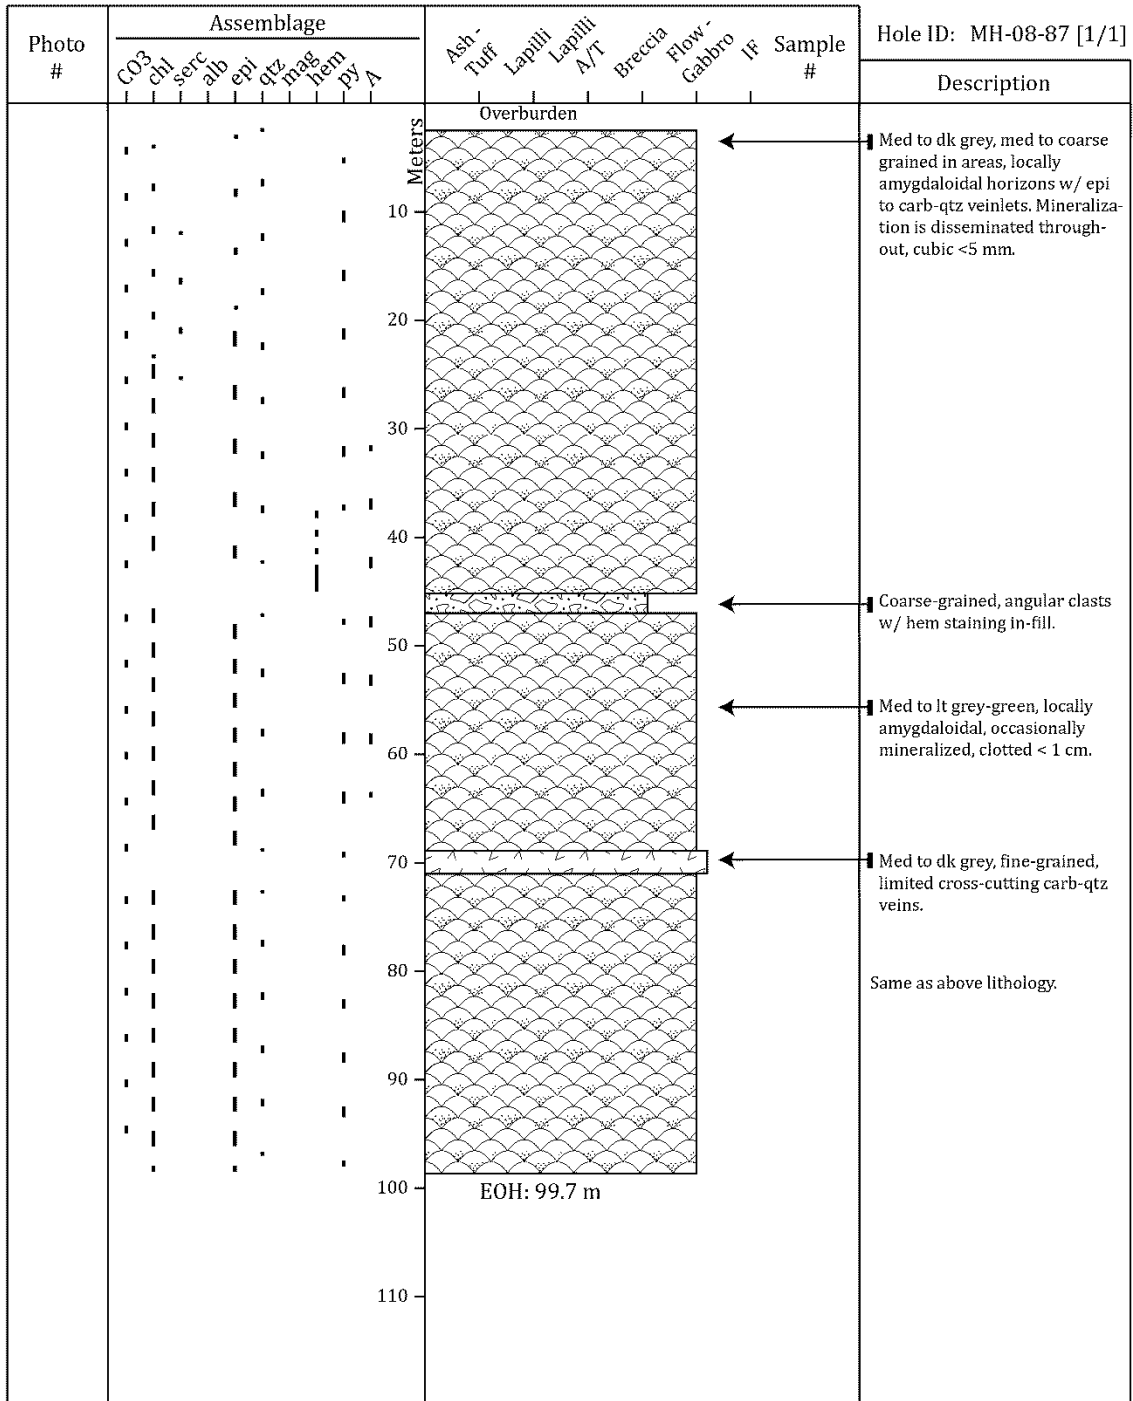 Photo
#
Assemblage
CO3
chl
serc
alb
epi
qtz
mag
hem
py
A
Ash -
Tuff
Lapilli
Lapilli
A/T
Breccia
Flow -
Gabbro
IF
Sample
#
Hole ID: MH-08-87 [1/1]
Description
Meters
Overburden
10
20
30
40
50
60
70
80
90
100
110
EOH: 99.7 m
Med to dk grey, med to coarse
grained in areas, locally
amygdaloidal horizons w/ epi
to carb-qtz veinlets. Mineraliza-
tion is disseminated through-
out, cubic <5 mm.
Coarse-grained, angular clasts
w/ hem staining in-fill.
Med to lt grey-green, locally
amygdaloidal, occasionally
mineralized, clotted < 1 cm.
Med to dk grey, fine-grained,
limited cross-cutting carb-qtz
veins.
Same as above lithology.